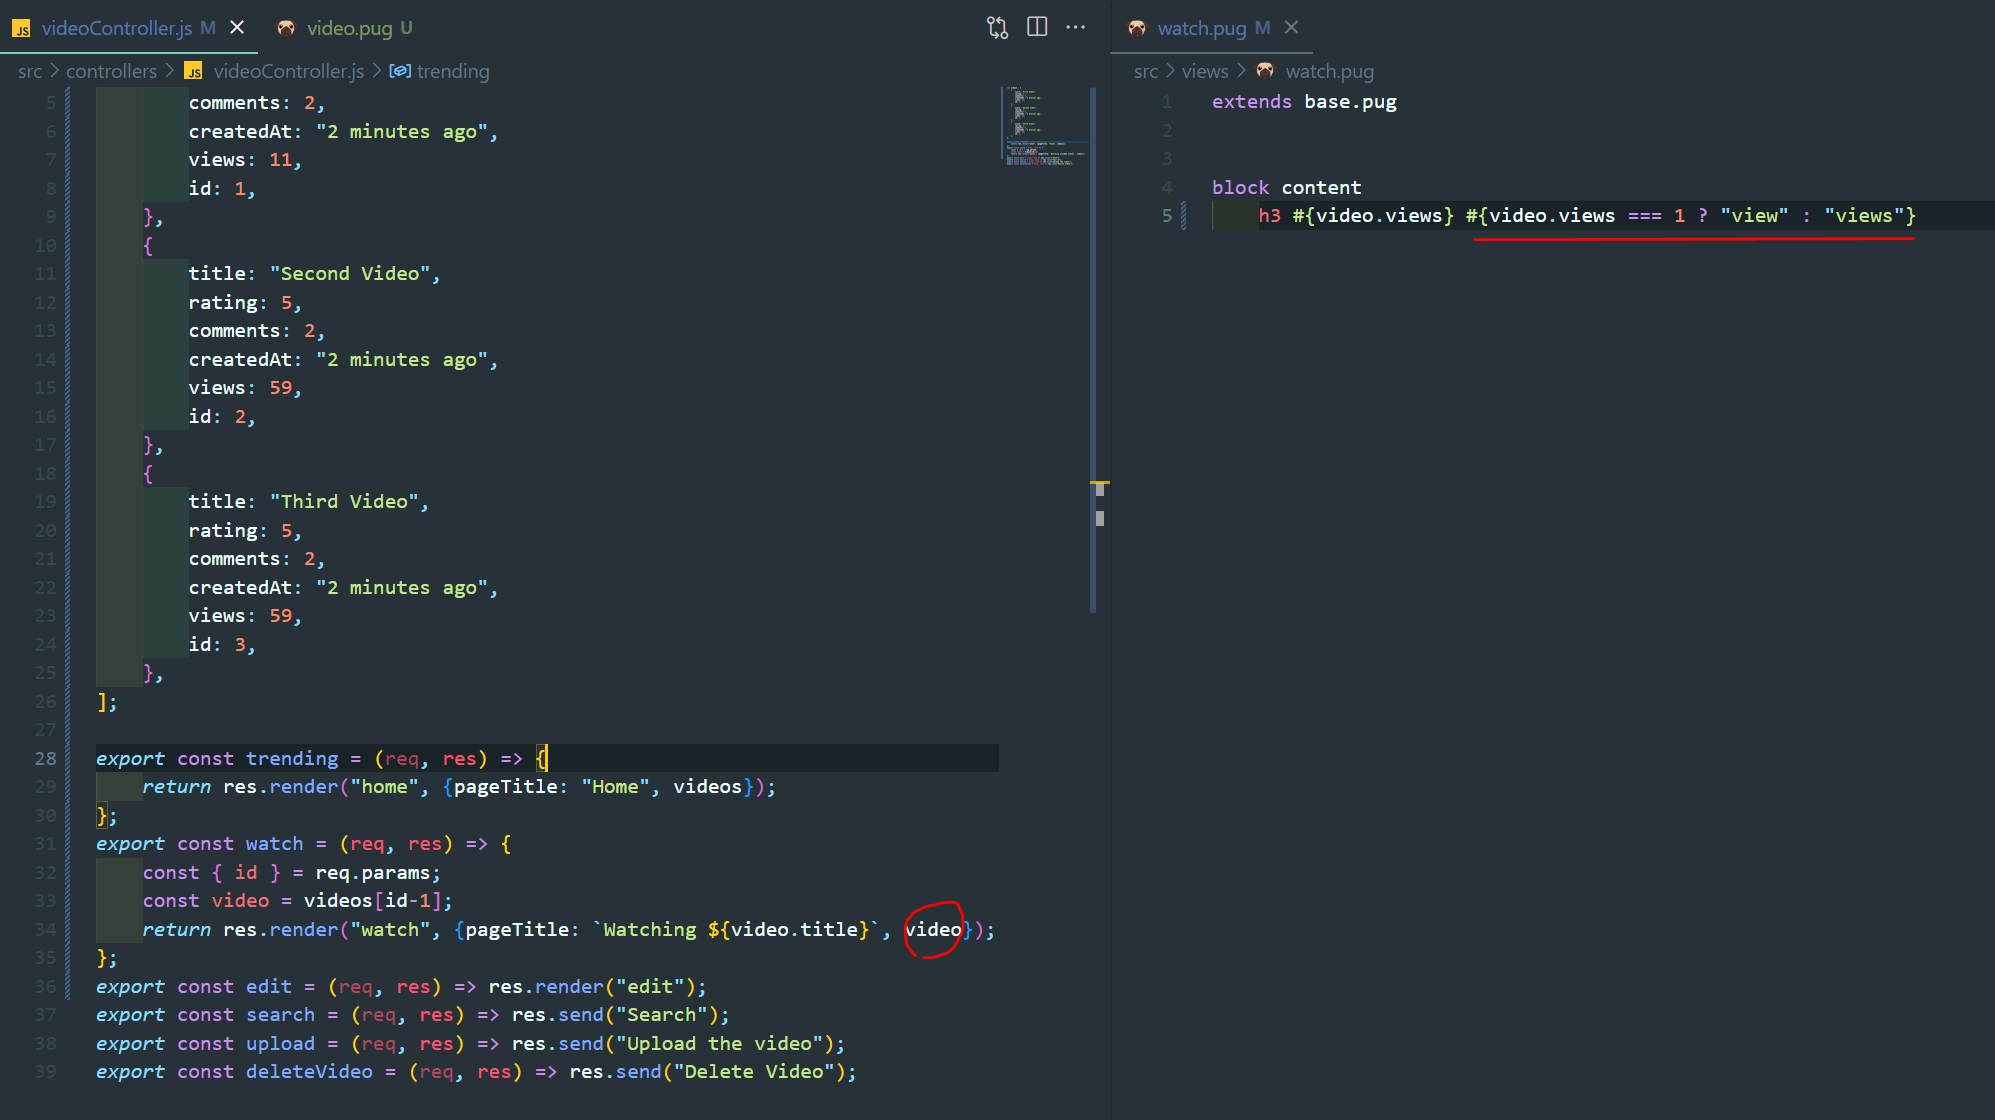 videoController.js M
video.pug U
src > controllers > JS videoController.js > trending
5 comments: 2,
6 createdAt: "2 minutes ago",
7 views: 11,
8 id: 1,
9 },
10 {
11 title: "Second Video",
12 rating: 5,
13 comments: 2,
14 createdAt: "2 minutes ago",
15 views: 59,
16 id: 2,
17 },
18 {
19 title: "Third Video",
20 rating: 5,
21 comments: 2,
22 createdAt: "2 minutes ago",
23 views: 59,
24 id: 3,
25 },
26 ];
27
28 export const trending = (req, res) => {
29 return res.render("home", {pageTitle: "Home", videos});
30 };
31 export const watch = (req, res) => {
32 const { id } = req.params;
33 const video = videos[id-1];
34 return res.render("watch", {pageTitle: `Watching ${video.title}`, video});
35 };
36 export const edit = (req, res) => res.render("edit");
37 export const search = (req, res) => res.send("Search");
38 export const upload = (req, res) => res.send("Upload the video");
39 export const deleteVideo = (req, res) => res.send("Delete Video");
watch.pug M
src > views > watch.pug
1 extends base.pug
2
3
4 block content
5 h3 #{video.views} #{video.views === 1 ? "view" : "views"}